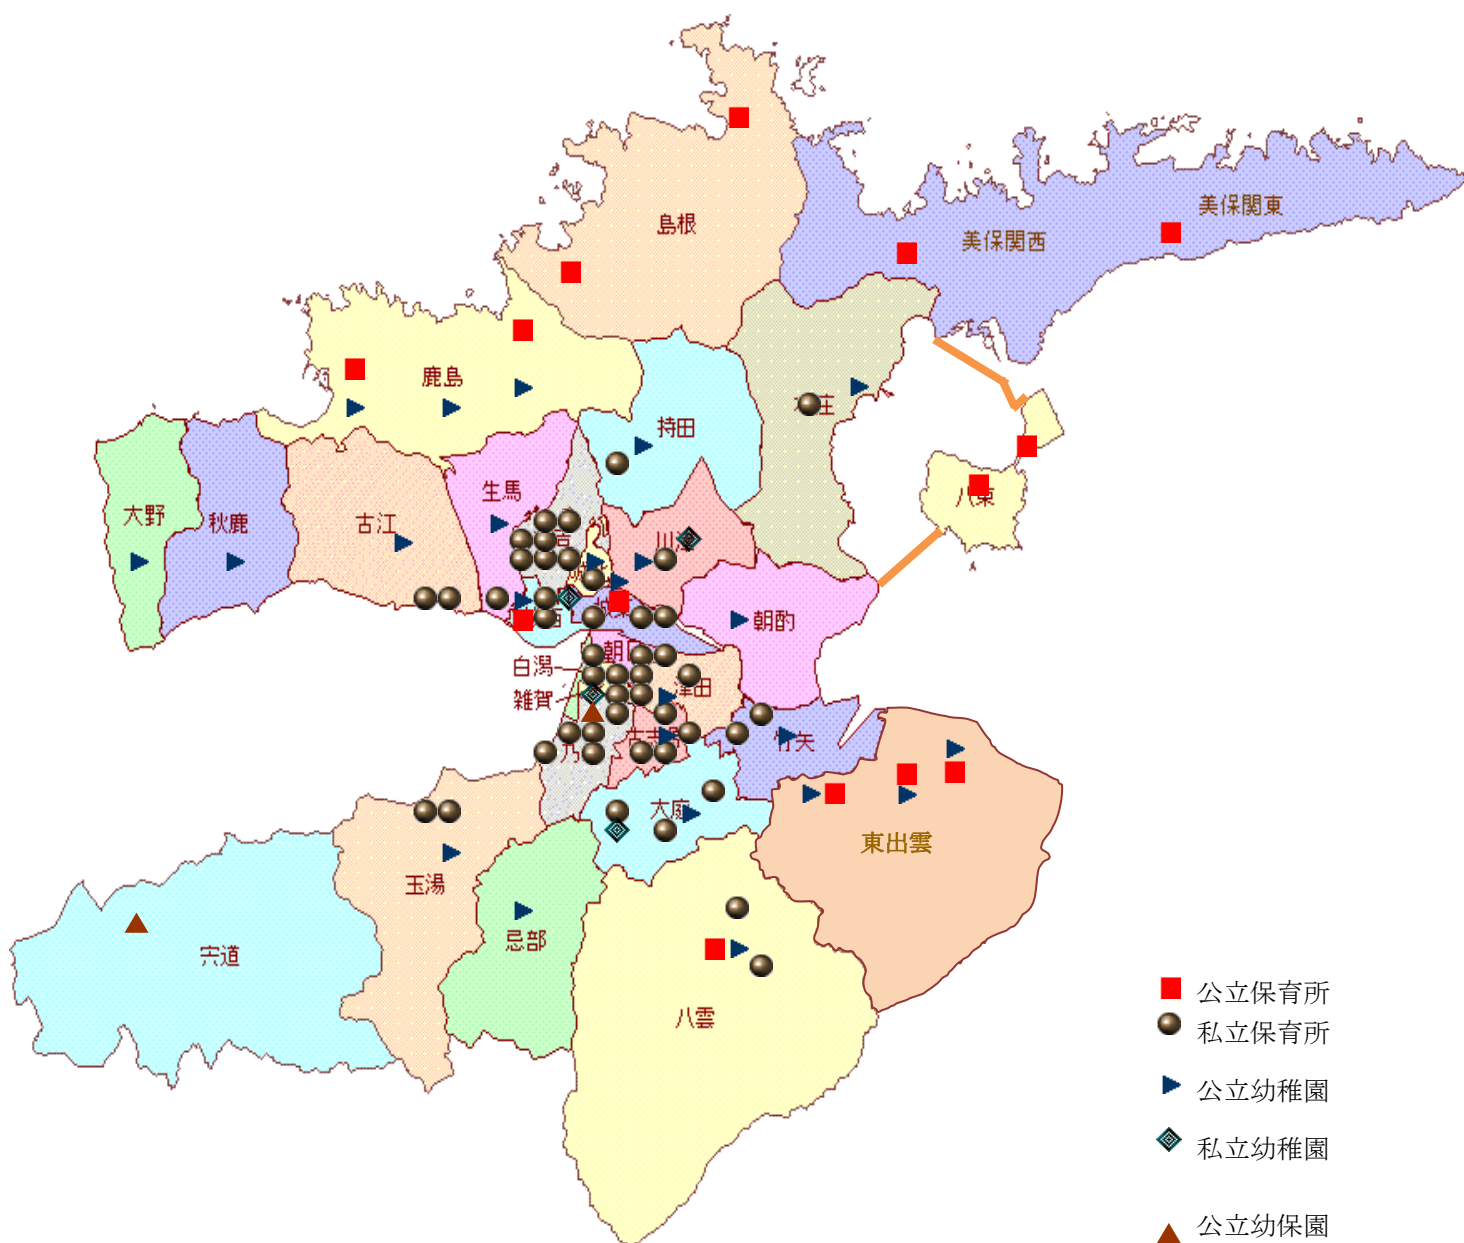 島根
美保関東
美保関西
鹿島
持田
八束
生馬
大野
秋鹿
古江
朝酌
白潟
雑賀
津田
竹矢
大庭
東出雲
玉湯
忌部
宍道
八雲
公立保育所
私立保育所
公立幼稚園
私立幼稚園
公立幼保園